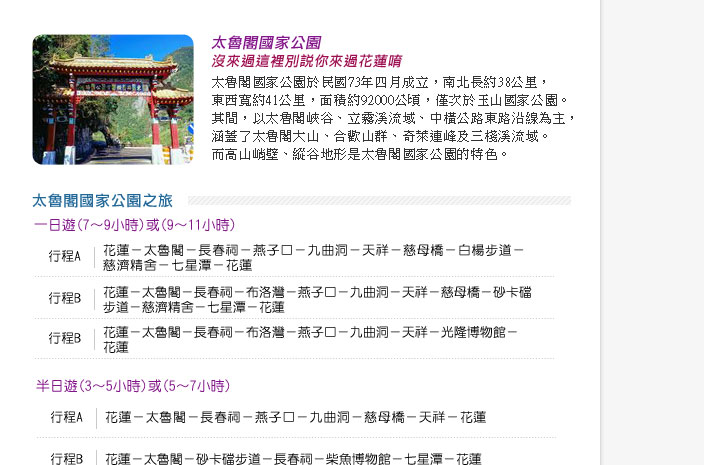 太魯閣國家公園
沒來過這裡別說你來過花蓮唷
太魯閣國家公園於民國73年四月成立，南北長約38公里，
東西寬約41公里，面積約92000公頃，僅次於玉山國家公園。
其間，以太魯閣峽谷、立霧溪流域、中橫公路東路沿線為主，
涵蓋了太魯閣大山、合歡山群、奇萊連峰及三棧溪流域。
而高山峭壁、縱谷地形是太魯閣國家公園的特色。
太魯閣國家公園之旅
一日遊(7～9小時)或(9～11小時)
行程A
花蓮－太魯閣－長春祠－燕子口－九曲洞－天祥－慈母橋－白楊步道－
慈濟精舍－七星潭－花蓮
行程B
花蓮－太魯閣－長春祠－布洛灣－燕子口－九曲洞－天祥－慈母橋－砂卡檔
步道－慈濟精舍－七星潭－花蓮
行程B
花蓮－太魯閣－長春祠－布洛灣－燕子口－九曲洞－天祥－光隆博物館－
花蓮
半日遊(3～5小時)或(5～7小時)
行程A
花蓮－太魯閣－長春祠－燕子口－九曲洞－慈母橋－天祥－花蓮
行程B
花蓮－太魯閣－砂卡檔步道－長春祠－柴魚博物館－七星潭－花蓮